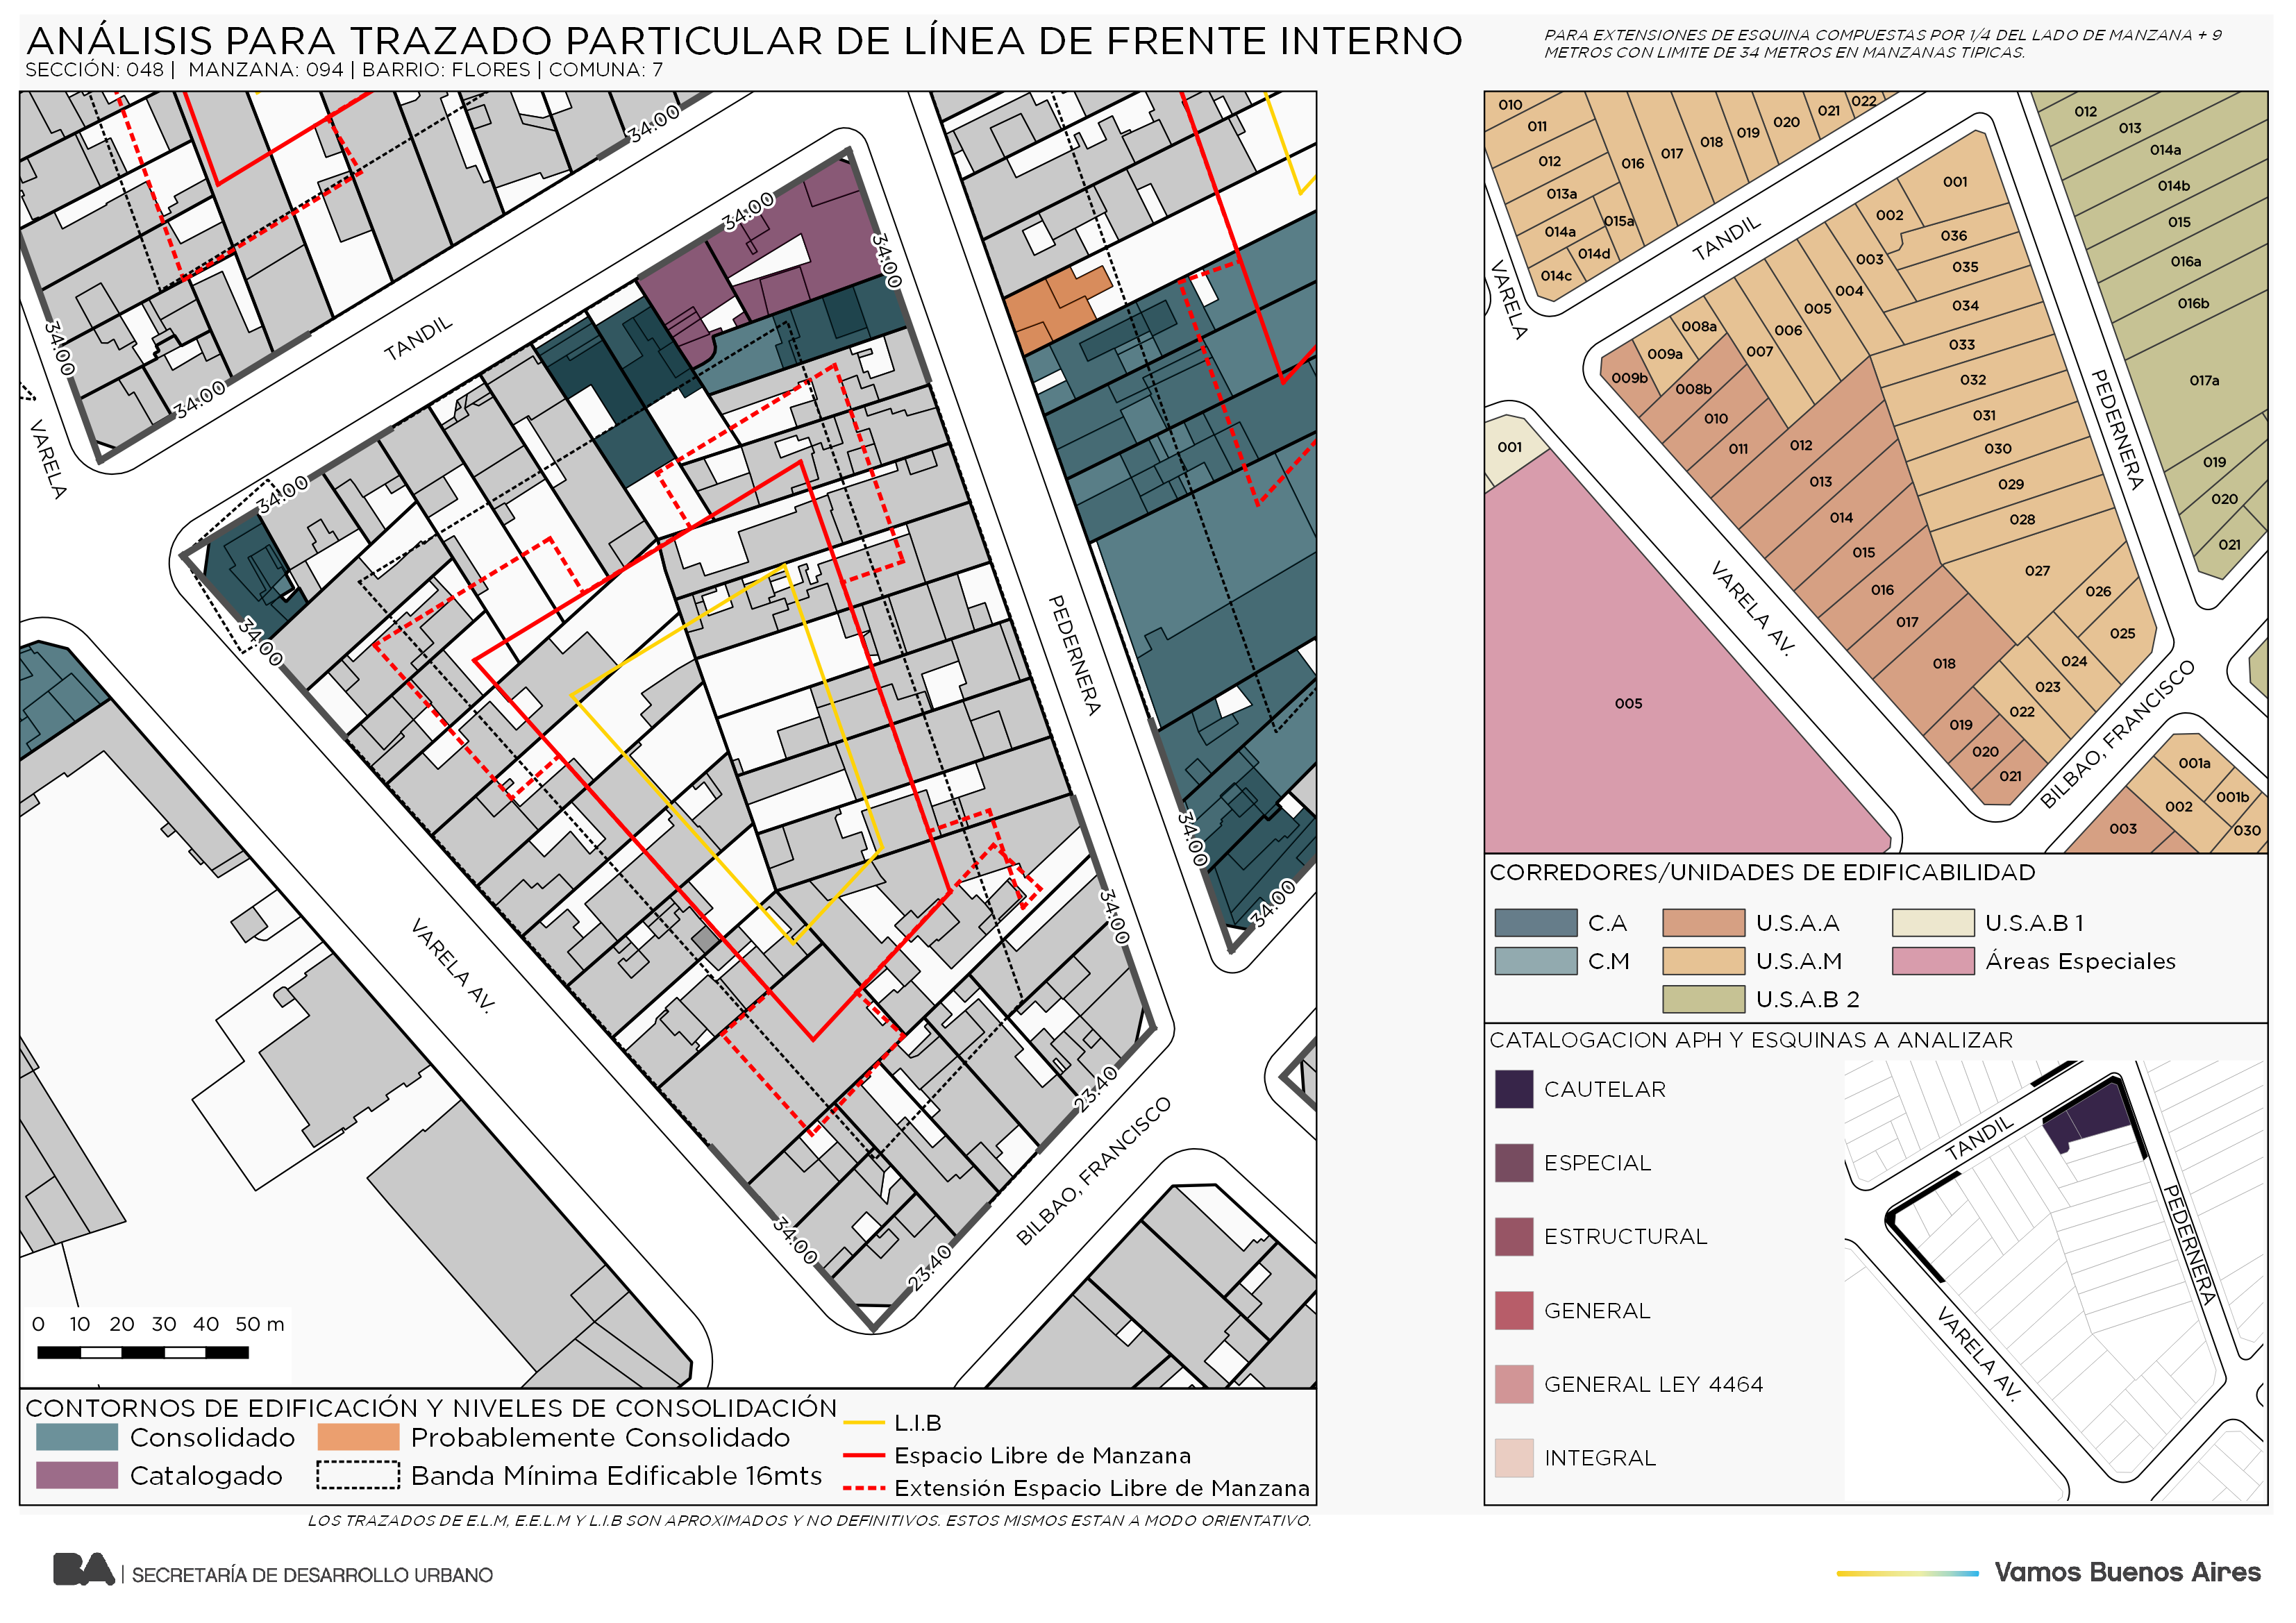 ANÁLISIS PARA TRAZADO PARTICULAR DE LÍNEA DE FRENTE INTERNO
SECCIÓN: 048 | MANZANA: 094 | BARRIO: FLORES | COMUNA: 7
PARA EXTENSIONES DE ESQUINA COMPUESTAS POR 1/4 DEL LADO DE MANZANA + 9
METROS CON LIMITE DE 34 METROS EN MANZANAS TIPICAS.
34.00
34.00
34.00
34.00
34.00
34.00
34.00
34.00
34.00
34.00
23.40
23.40
34.00
TANDIL
VARELA
PEDERNERA
VARELA AV.
BILBAO, FRANCISCO
0 10 20 30 40 50 m
CONTORNOS DE EDIFICACIÓN Y NIVELES DE CONSOLIDACIÓN
Consolidado
Probablemente Consolidado
Catalogado
Banda Mínima Edificable 16mts
L.I.B
Espacio Libre de Manzana
Extensión Espacio Libre de Manzana
LOS TRAZADOS DE E.L.M, E.E.L.M Y L.I.B SON APROXIMADOS Y NO DEFINITIVOS. ESTOS MISMOS ESTAN A MODO ORIENTATIVO.
010
011
012
013a
014a
014c
014d
015a
016
017
018
019
020
021
022
012
013
014a
014b
015
016a
016b
017a
019
020
021
001
002
003
004
005
006
007
008a
009a
009b
008b
010
011
012
013
014
015
016
017
018
019
020
021
022
023
024
025
026
027
028
029
030
031
032
033
034
035
036
001
005
001a
001b
002
003
030
TANDIL
VARELA
PEDERNERA
VARELA AV.
BILBAO, FRANCISCO
CORREDORES/UNIDADES DE EDIFICABILIDAD
C.A
U.S.A.A
U.S.A.B 1
C.M
U.S.A.M
Áreas Especiales
U.S.A.B 2
CATALOGACION APH Y ESQUINAS A ANALIZAR
CAUTELAR
ESPECIAL
ESTRUCTURAL
GENERAL
GENERAL LEY 4464
INTEGRAL
TANDIL
PEDERNERA
VARELA AV.
BA | SECRETARÍA DE DESARROLLO URBANO
Vamos Buenos Aires